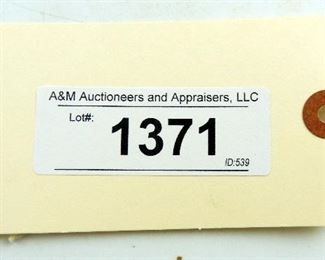 A&M Auctioneers and Appraisers, LLC
Lot#:
1371
ID:539